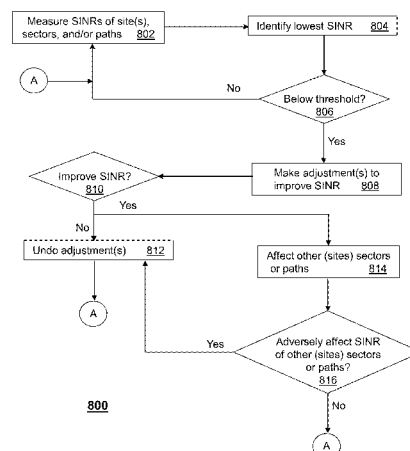 Measure SINRs of site(s),
sectors, and/or paths 802
Identify lowest SINR 804
A
No
Below threshold?
806
Yes
Improve SINR?
810
Make adjustment(s) to
improve SINR 808
Yes
No
Undo adjustment(s) 812
Affect other (sites) sectors
or paths 814
A
Yes
Adversely affect SINR
of other (sites) sectors
or paths?
816
800
No
A